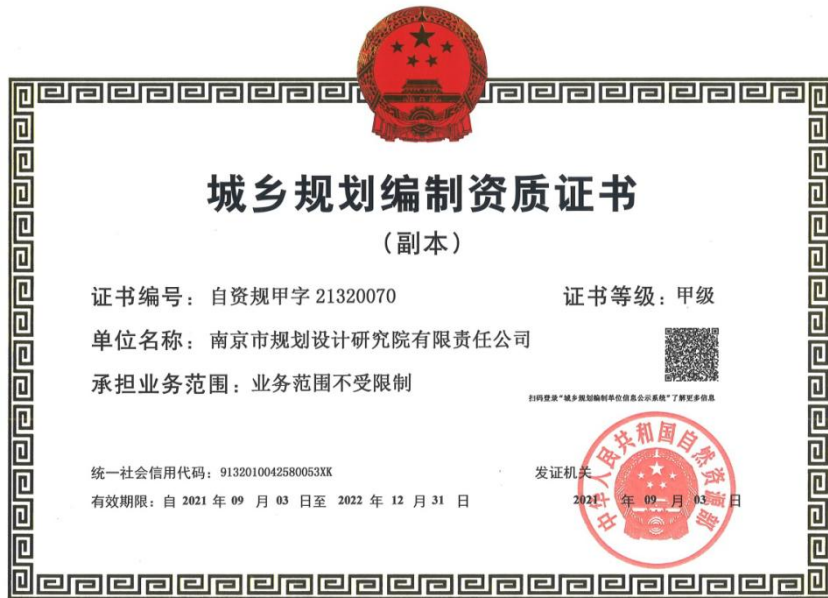 城乡规划编制资质证书
（副本）
证书编号：自资规甲字 21320070 证书等级：甲级
单位名称：南京市规划设计研究院有限责任公司
承担业务范围：业务范围不受限制
扫码登录“城乡规划编制单位信息公示系统”了解更多信息
统一社会信用代码：9132010042580053XK 发证机关
有效期限：自 2021 年 09 月 03 日至 2022 年 12 月 31 日 2021 年 09 月 03 日
中华人民共和国自然资源部